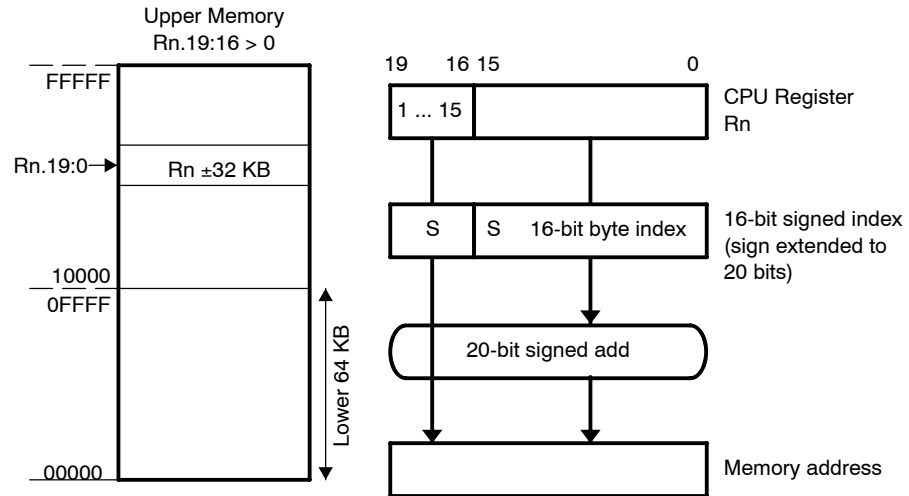 Upper Memory
Rn.19:16 > 0
FFFFF
Rn.19:0
Rn ±32 KB
10000
0FFFF
Lower 64 KB
00000
19 16 15 0
1 ... 15
CPU Register
Rn
S S 16-bit byte index
16-bit signed index
(sign extended to
20 bits)
20-bit signed add
Memory address